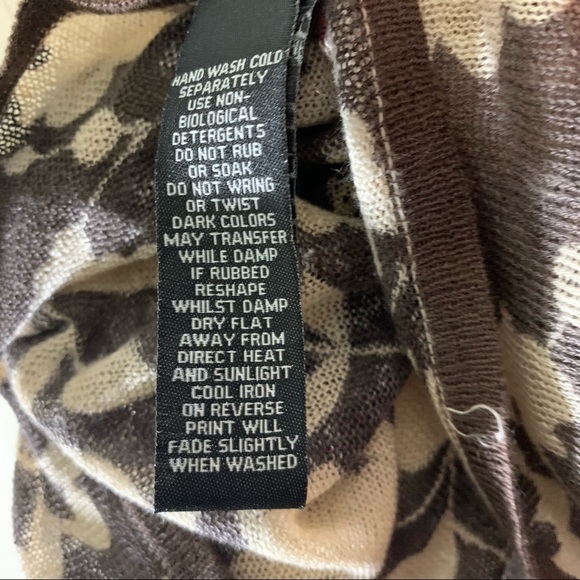 HAND WASH COLD
SEPARATELY
USE NON-
BIOLOGICAL
DETERGENTS
DO NOT RUB
OR SOAK
DO NOT WRING
OR TWIST
DARK COLORS
MAY TRANSFER
WHILE DAMP
IF RUBBED
RESHAPE
WHILST DAMP
DRY FLAT
AWAY FROM
DIRECT HEAT
AND SUNLIGHT
COOL IRON
ON REVERSE
PRINT WILL
FADE SLIGHTLY
WHEN WASHED